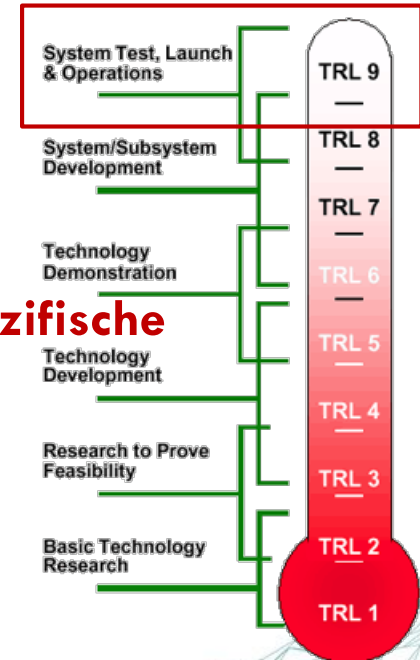 System Test, Launch
& Operations
TRL 9
System/Subsystem
Development
TRL 8
TRL 7
Technology
Demonstration
TRL 6
zifische
Technology
Development
TRL 5
TRL 4
Research to Prove
Feasibility
TRL 3
Basic Technology
Research
TRL 2
TRL 1